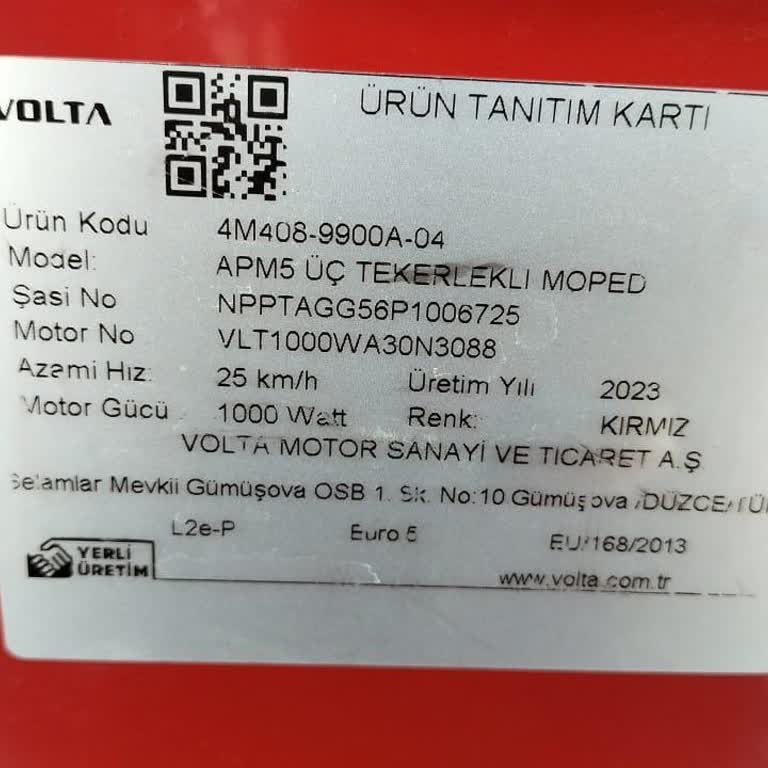 VOLTA
ÜRÜN TANITIM KARTI
Ürün Kodu 4M408-9900A-04
Model: APM5 ÜÇ TEKERLEKLİ MOPED
Şasi No NPPTAGG56P1006725
Motor No VLT1000WA30N3088
Azami Hız: 25 km/h Üretim Yılı 2023
Motor Gücü 1000 Watt Renk: KIRMIZ
VOLTA MOTOR SANAYİ VE TİCARET A.Ş
Selamlar Mevkii Gümüşova OSB 1. Sk. No:10 Gümüşova /DÜZCE/TÜ
L2e-P Euro 5 EU/168/2013
YERLİ
ÜRETİM
www.volta.com.tr